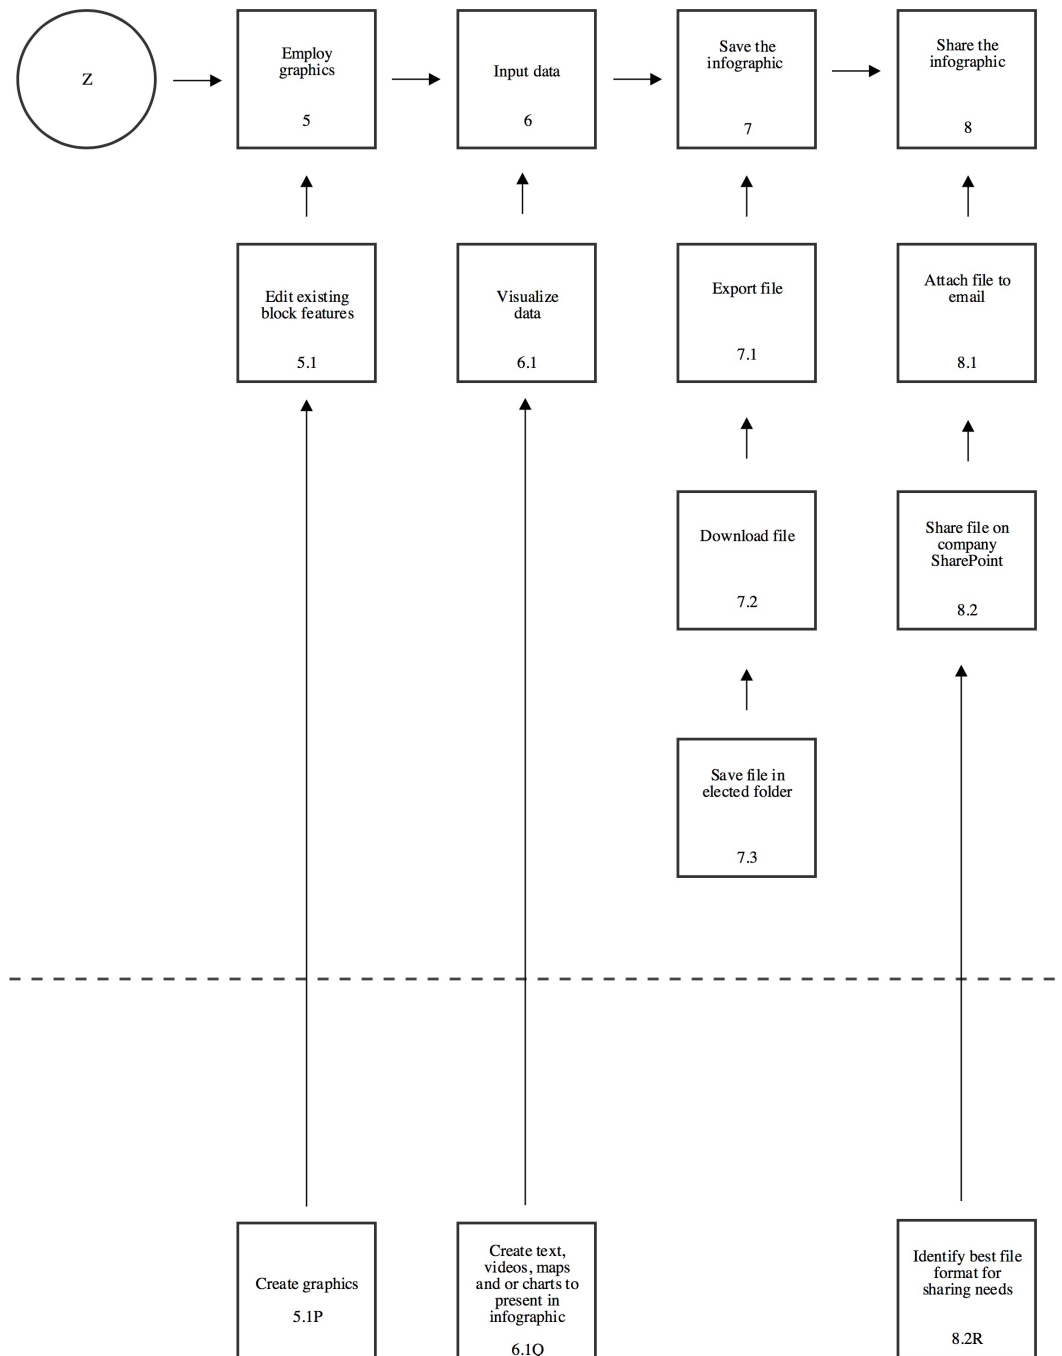 Z
Employ
graphics
5
Input data
6
Save the
infographic
7
Share the
infographic
8
Edit existing
block features
5.1
Visualize
data
6.1
Export file
7.1
Attach file to
email
8.1
Download file
7.2
Share file on
company
SharePoint
8.2
Save file in
elected folder
7.3
Create graphics
5.1P
Create text,
videos, maps
and or charts to
present in
infographic
6.1Q
Identify best file
format for
sharing needs
8.2R